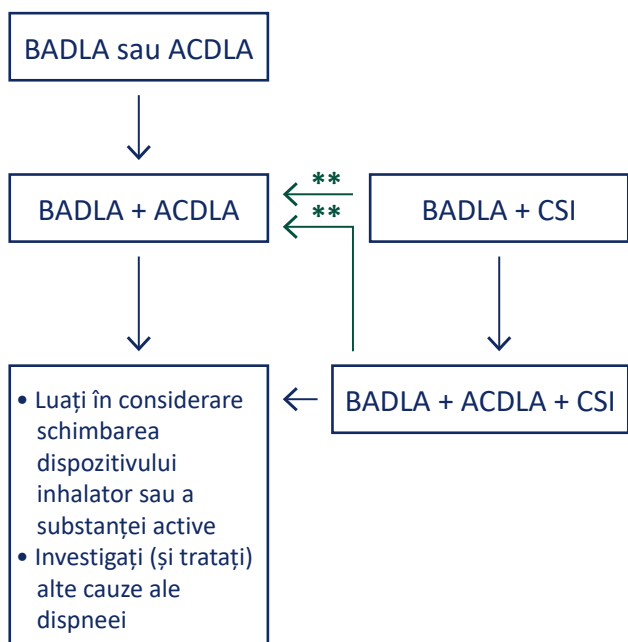 BADLA sau ACDLA
**
BADLA + ACDLA
**
BADLA + CSI
• Luați în considerare
schimbarea
dispozitivului
inhalator sau a
substanței active
• Investigați (și tratați)
alte cauze ale
dispneei
BADLA + ACDLA + CSI